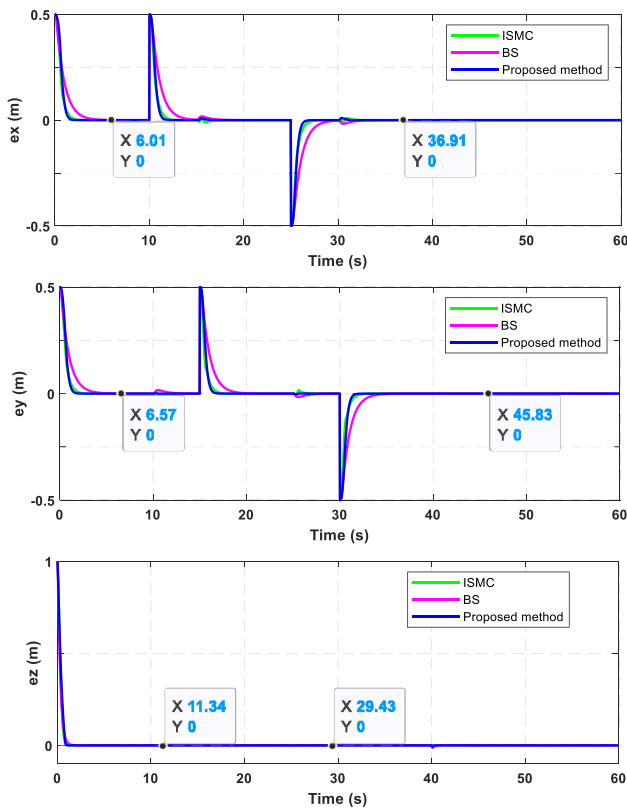 0.5
0
-0.5
ex (m)
ISMC
BS
Proposed method
X 6.01
Y 0
X 36.91
Y 0
0 10 20 30 40 50 60
Time (s)
0.5
0
-0.5
ey (m)
ISMC
BS
Proposed method
X 6.57
Y 0
X 45.83
Y 0
0 10 20 30 40 50 60
Time (s)
1
0
ez (m)
ISMC
BS
Proposed method
X 11.34
Y 0
X 29.43
Y 0
0 10 20 30 40 50 60
Time (s)